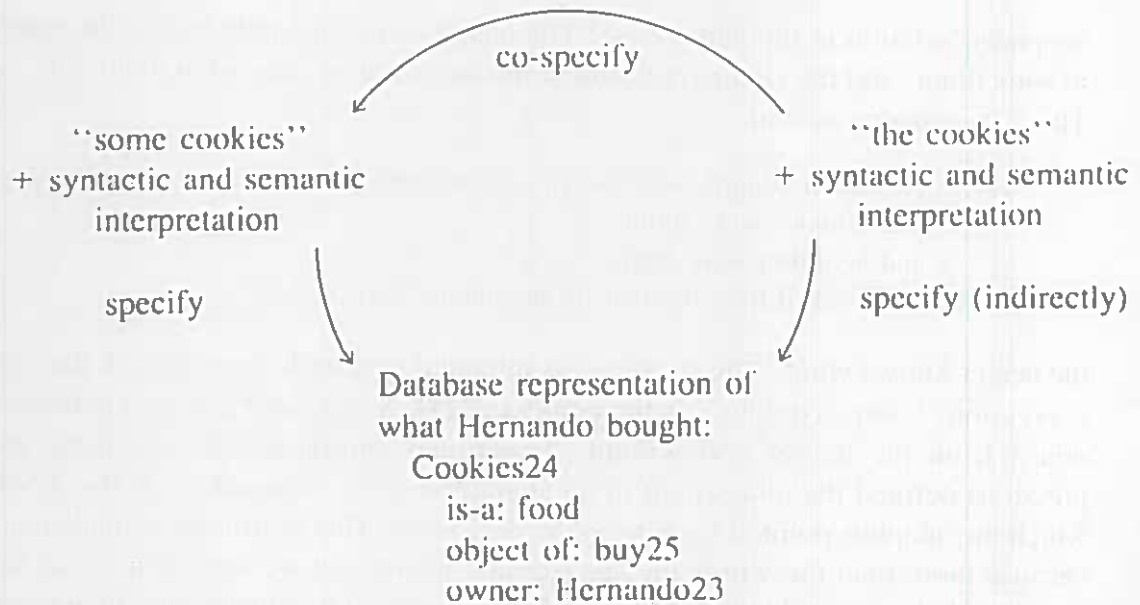 co-specify
``some cookies''
+ syntactic and semantic
interpretation
``the cookies''
+ syntactic and semantic
interpretation
specify
specify (indirectly)
Database representation of
what Hernando bought:
Cookies24
is-a: food
object of: buy25
owner: Hernando23